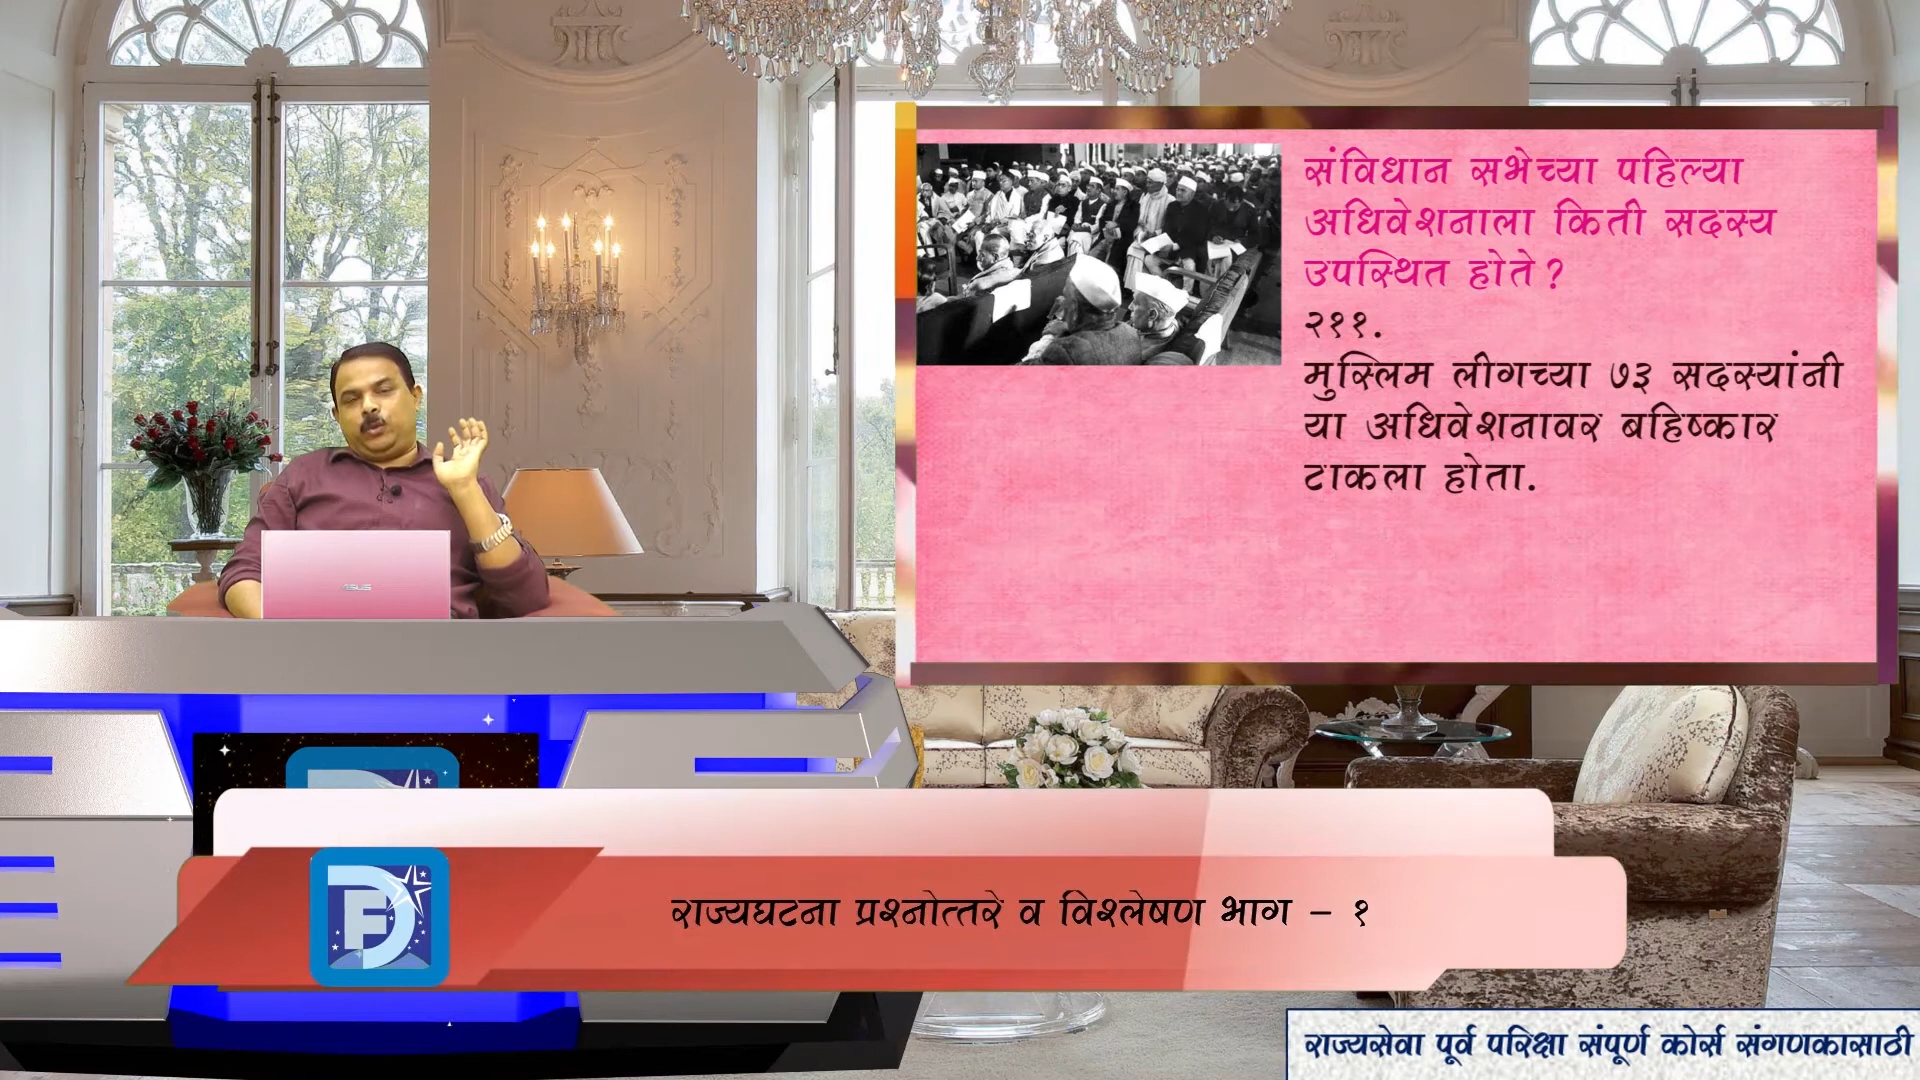 संविधान सभेच्या पहिल्या
अधिवेशनाला किती सदस्य
उपस्थित होते?
२११.
मुस्लिम लीगच्या ७३ सदस्यांनी
या अधिवेशनावर बहिष्कार
टाकला होता.
ASUS
राज्यघटना प्रश्नोत्तरे व विश्लेषण भाग – १
राज्यसेवा पूर्व परिक्षा संपूर्ण कोर्स संगणकासाठी